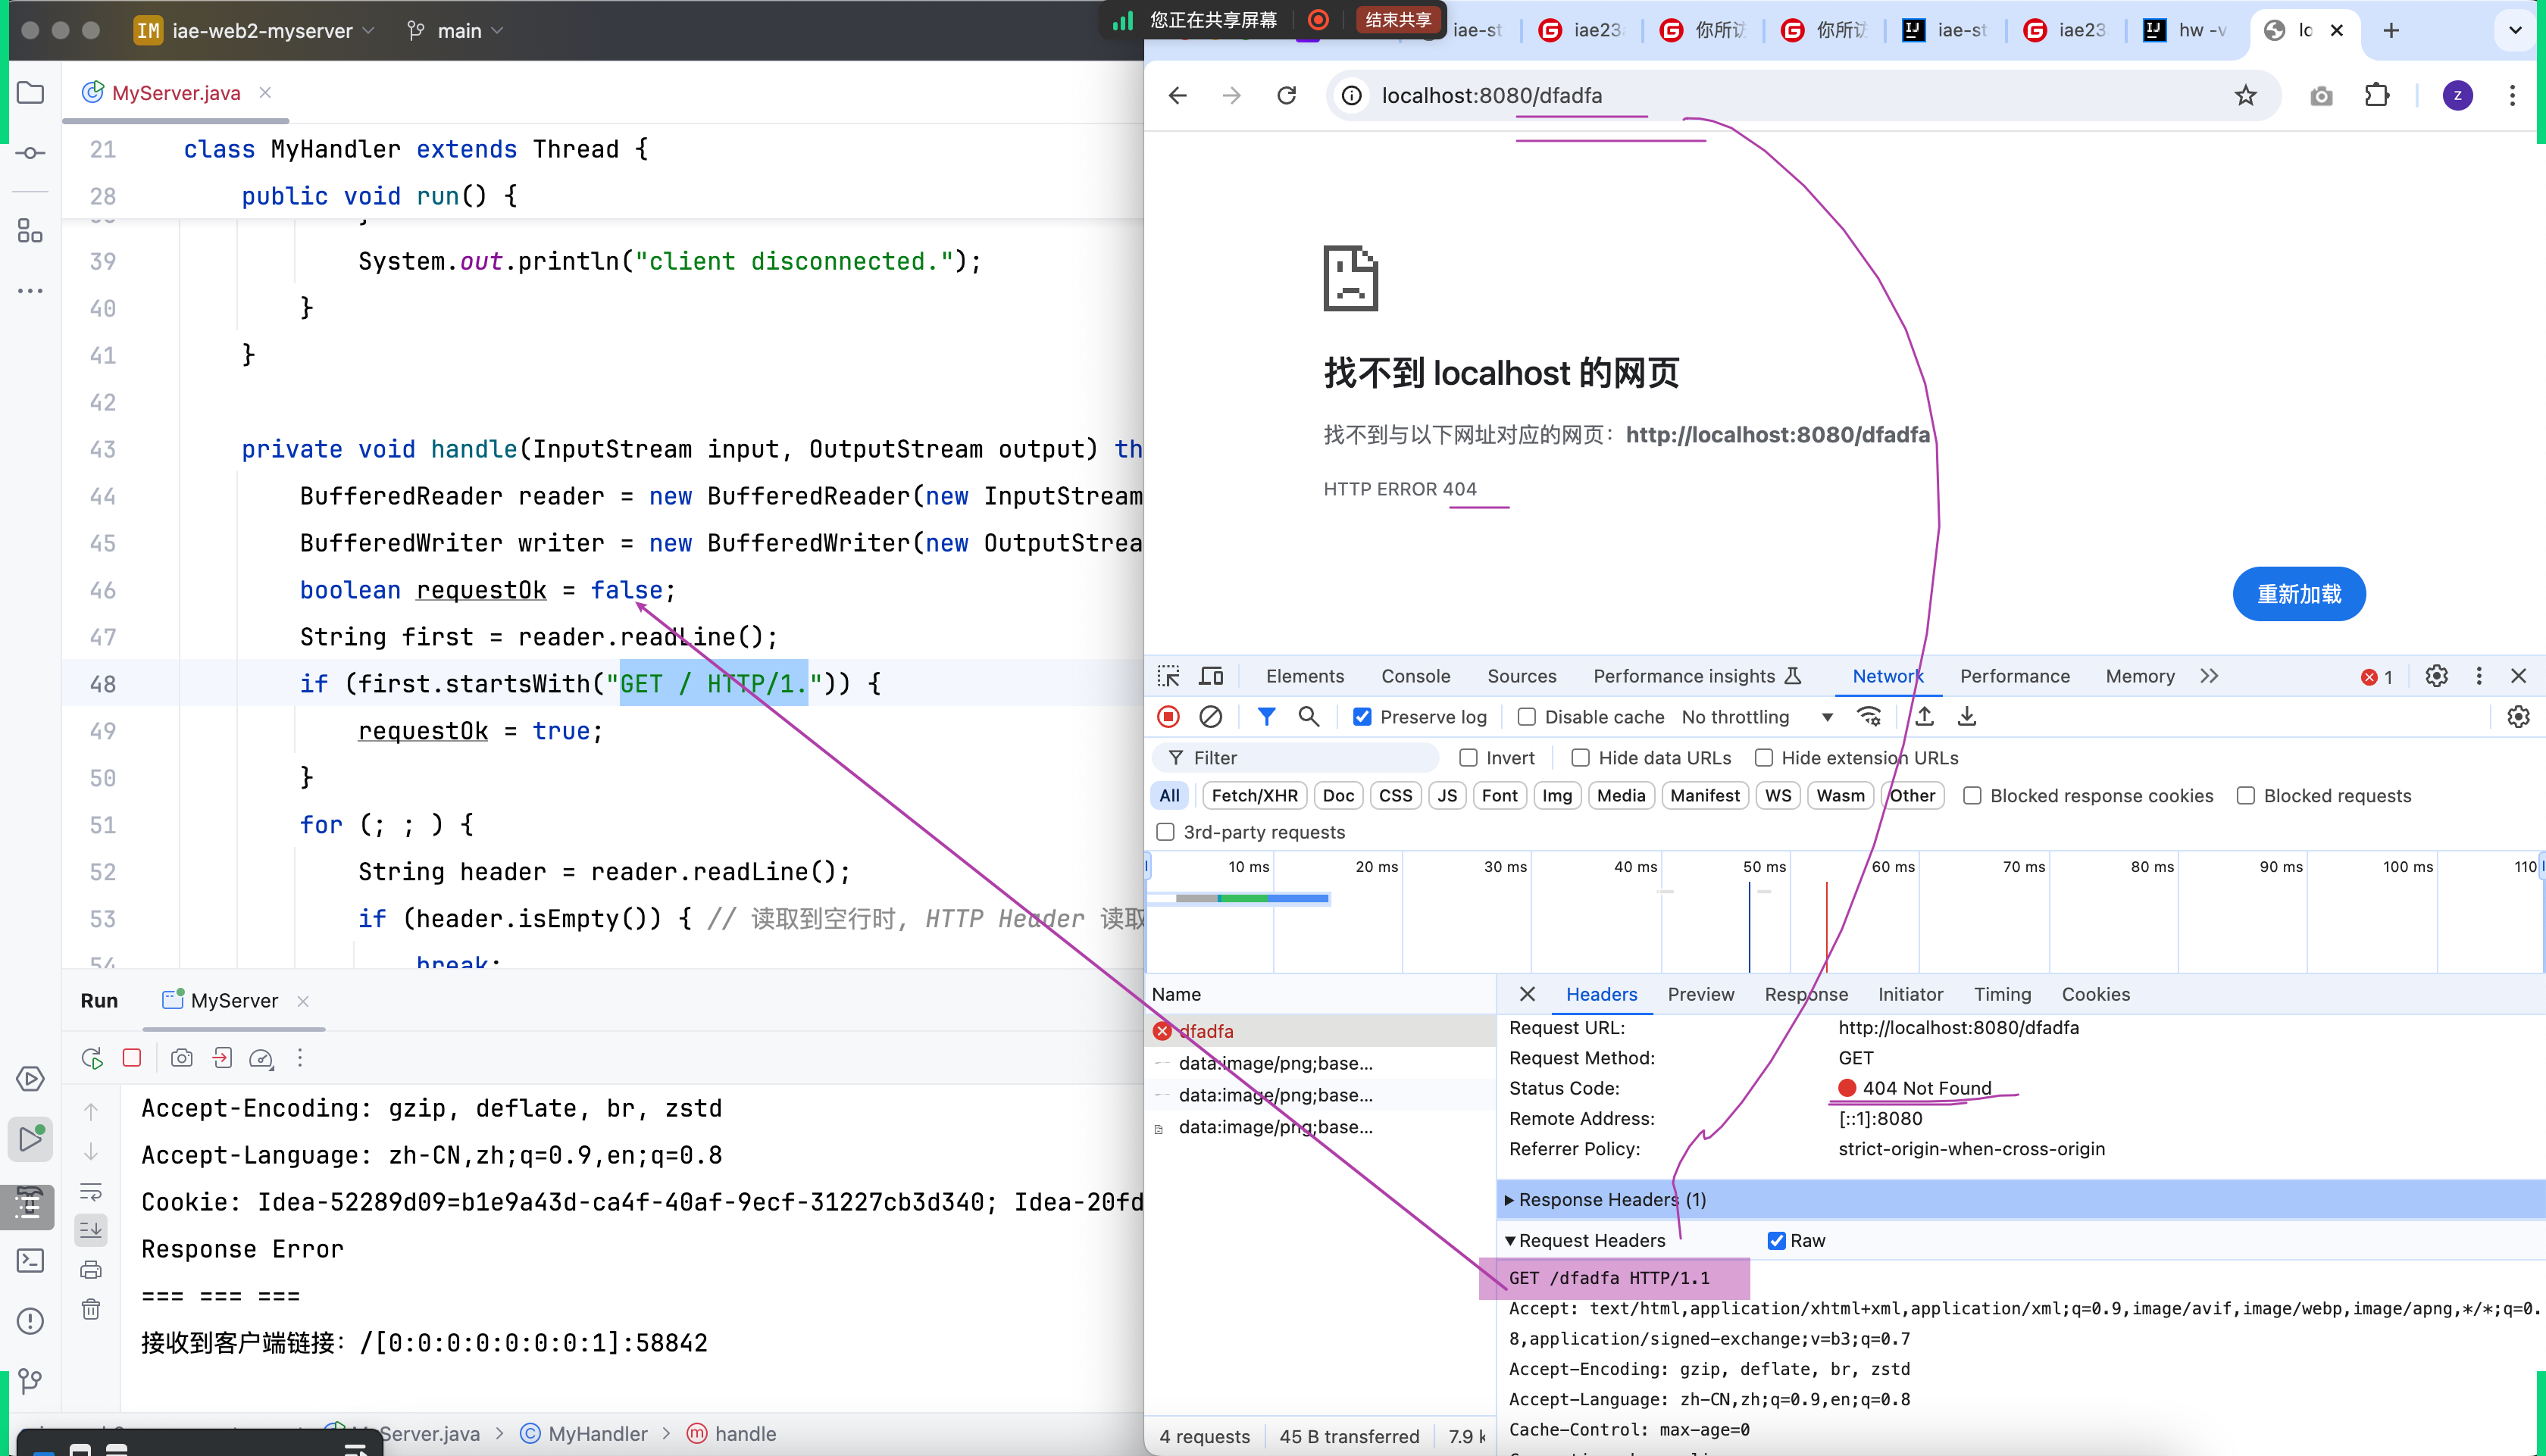 IM iae-web2-myserver main
您正在共享屏幕 结束共享
iae-st iae23 你所访 你所访 iae-st iae23 hw -v lo
MyServer.java
localhost:8080/dfadfa
z
21 class MyHandler extends Thread {
28 public void run() {
39 System.out.println("client disconnected.");
40 }
41 }
42
43 private void handle(InputStream input, OutputStream output) th
44 BufferedReader reader = new BufferedReader(new InputStream
45 BufferedWriter writer = new BufferedWriter(new OutputStrea
46 boolean requestOk = false;
47 String first = reader.readLine();
48 if (first.startsWith("GET / HTTP/1.")) {
49 requestOk = true;
50 }
51 for (; ; ) {
52 String header = reader.readLine();
53 if (header.isEmpty()) { // 读取到空行时, HTTP Header 读取
54 break;
Run MyServer
Accept-Encoding: gzip, deflate, br, zstd
Accept-Language: zh-CN,zh;q=0.9,en;q=0.8
Cookie: Idea-52289d09=b1e9a43d-ca4f-40af-9ecf-31227cb3d340; Idea-20fd
Response Error
=== === ===
接收到客户端链接: /[0:0:0:0:0:0:0:1]:58842
Server.java > MyHandler > handle
找不到 localhost 的网页
找不到与以下网址对应的网页：http://localhost:8080/dfadfa
HTTP ERROR 404
重新加载
Elements Console Sources Performance insights Network Performance Memory 1
Preserve log Disable cache No throttling
Filter Invert Hide data URLs Hide extension URLs
All Fetch/XHR Doc CSS JS Font Img Media Manifest WS Wasm Other Blocked response cookies Blocked requests
3rd-party requests
10 ms 20 ms 30 ms 40 ms 50 ms 60 ms 70 ms 80 ms 90 ms 100 ms 110
Name
dfadfa
data:image/png;base...
data:image/png;base...
data:image/png;base...
4 requests 45 B transferred 7.9 k
Headers Preview Response Initiator Timing Cookies
Request URL: http://localhost:8080/dfadfa
Request Method: GET
Status Code: 404 Not Found
Remote Address: [::1]:8080
Referrer Policy: strict-origin-when-cross-origin
Response Headers (1)
Request Headers Raw
GET /dfadfa HTTP/1.1
Accept: text/html,application/xhtml+xml,application/xml;q=0.9,image/avif,image/webp,image/apng,*/*;q=0.
8,application/signed-exchange;v=b3;q=0.7
Accept-Encoding: gzip, deflate, br, zstd
Accept-Language: zh-CN,zh;q=0.9,en;q=0.8
Cache-Control: max-age=0